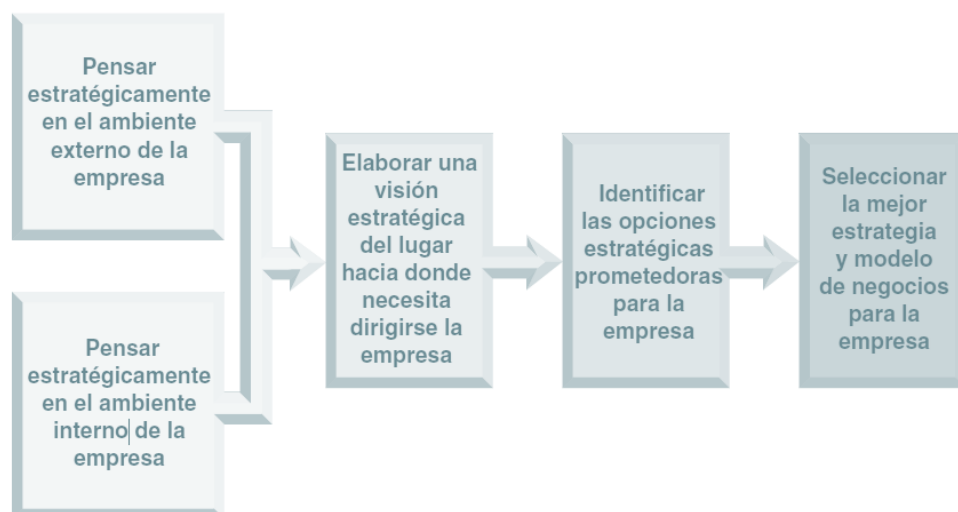 Pensar
estratégicamente
en el ambiente
externo de la
empresa
Pensar
estratégicamente
en el ambiente
interno de la
empresa
Elaborar una
visión
estratégica
del lugar
hacia donde
necesita
dirigirse la
empresa
Identificar
las opciones
estratégicas
prometedoras
para la
empresa
Seleccionar
la mejor
estrategia
y modelo
de negocios
para la
empresa